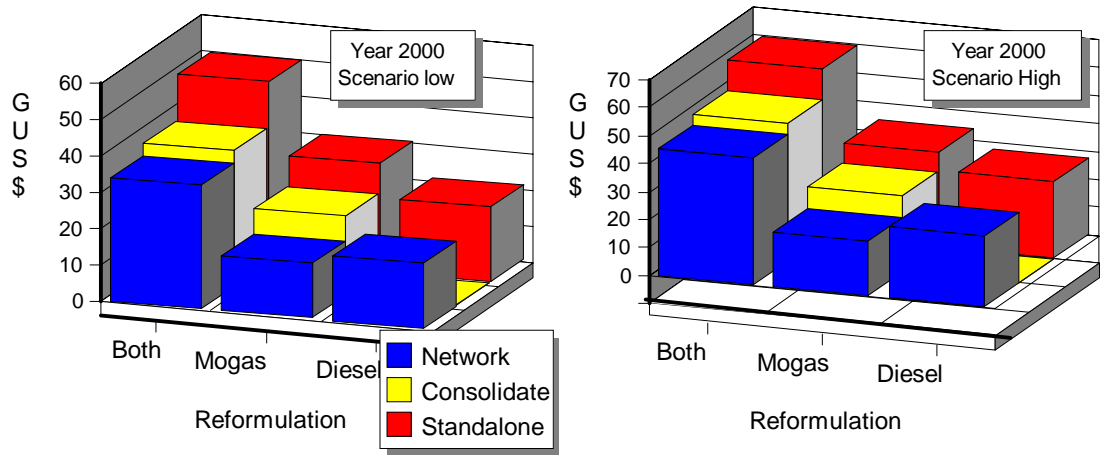 Year 2000
Scenario low
G
U
S
$
60
50
40
30
20
10
0
Both
Mogas
Diesel
Reformulation
Network
Consolidate
Standalone
Year 2000
Scenario High
G
U
S
$
70
60
50
40
30
20
10
0
Both
Mogas
Diesel
Reformulation